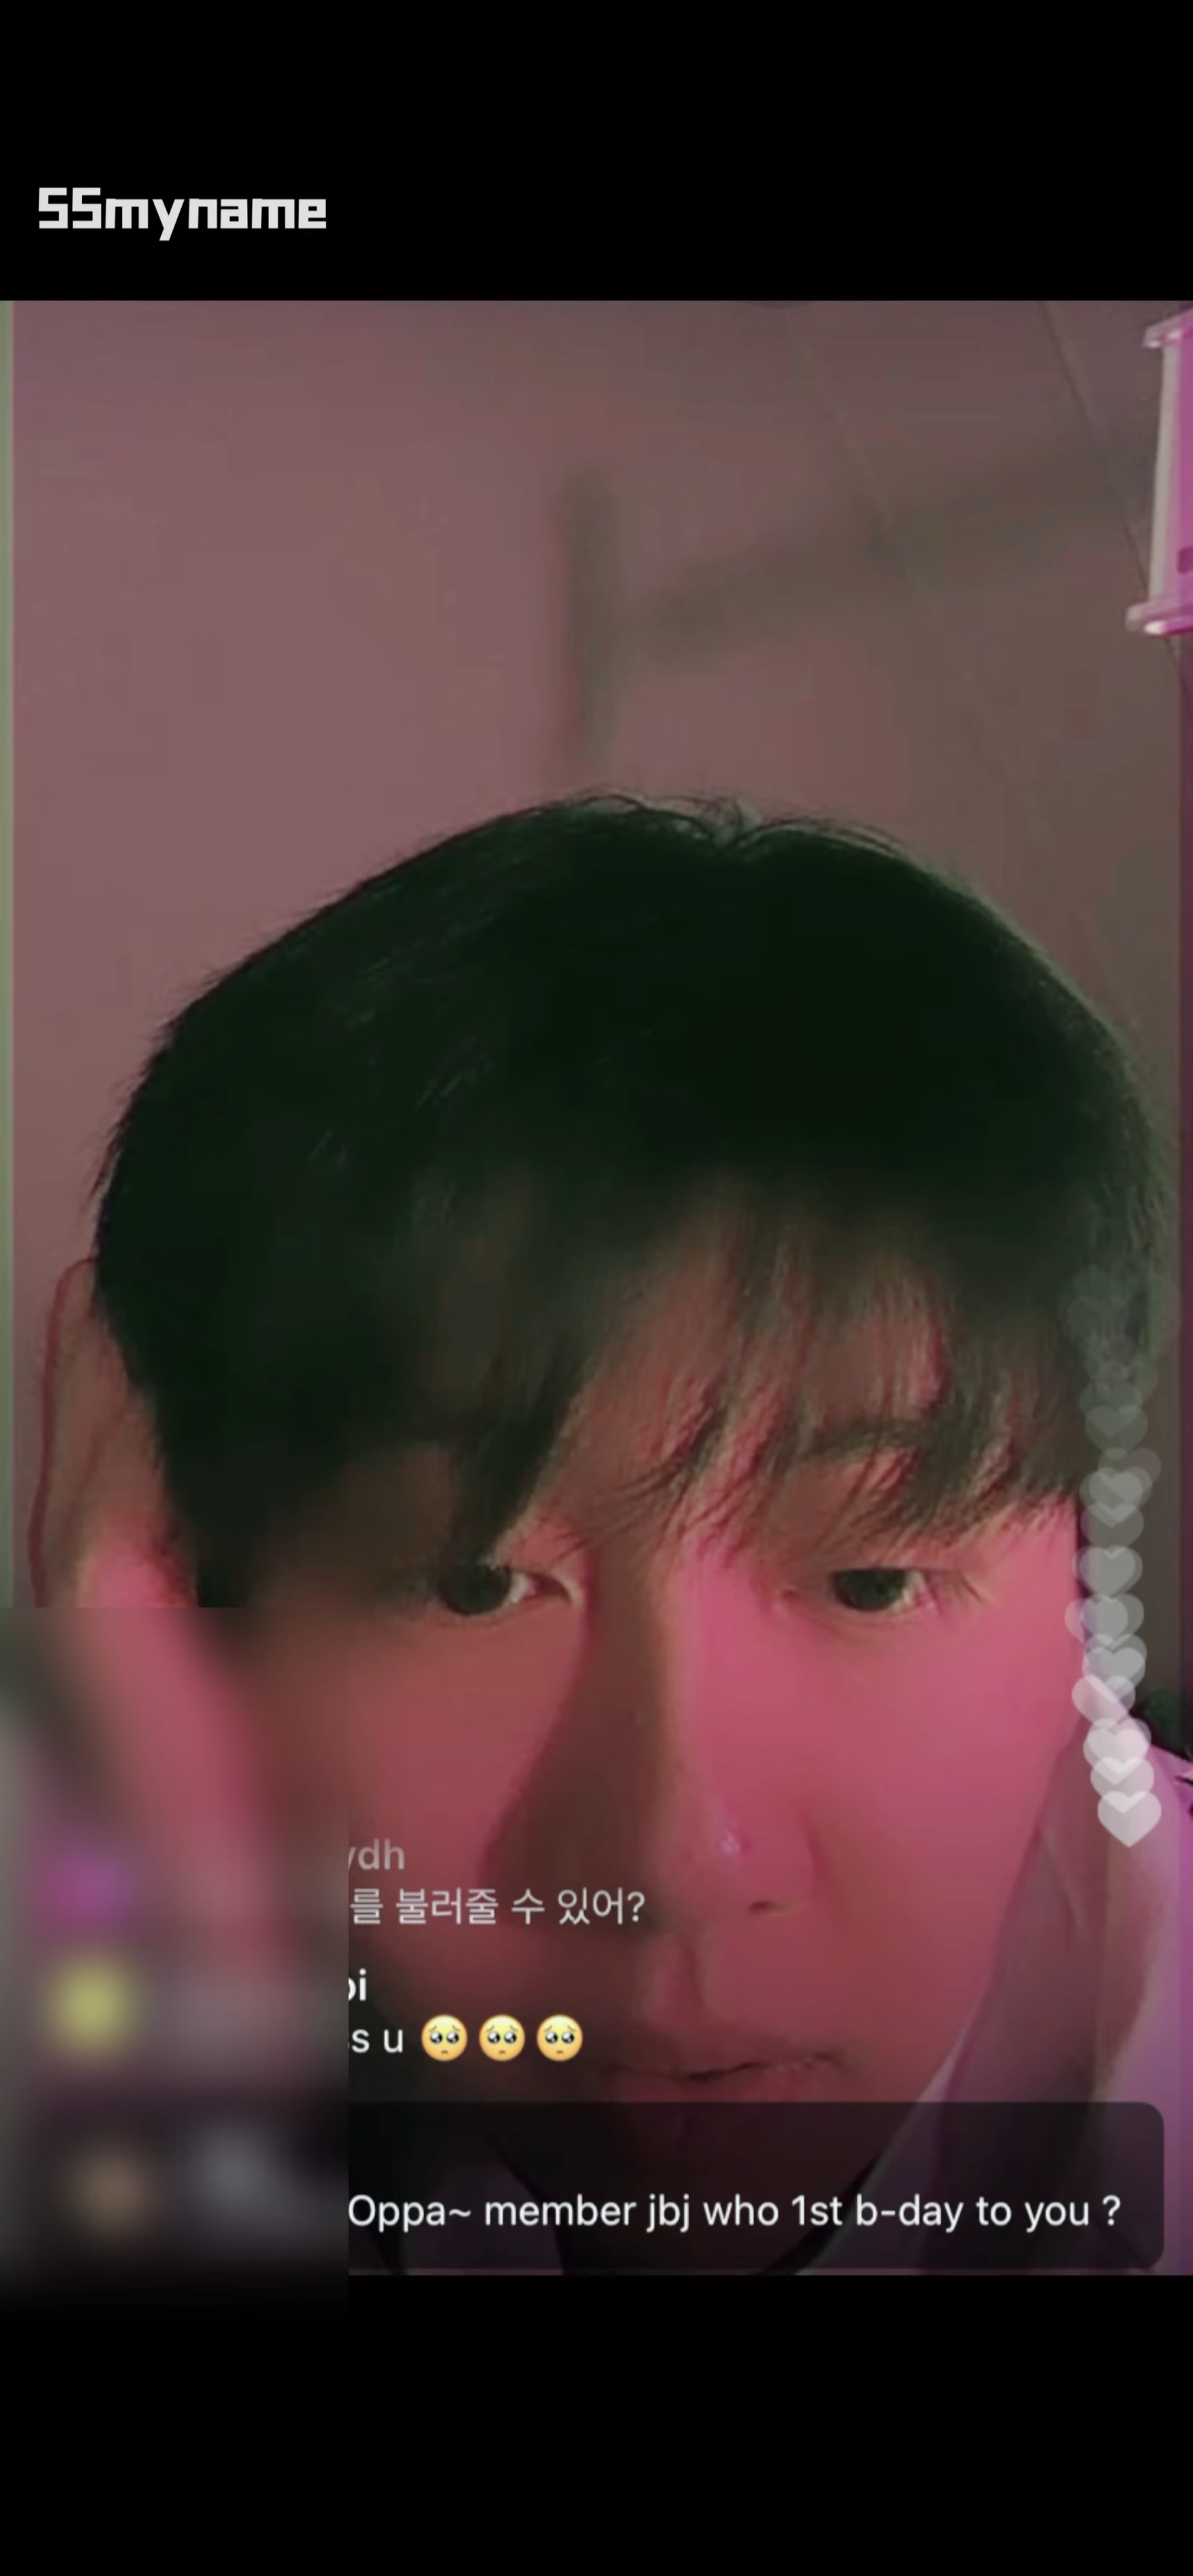 55myname
ydh
를 불러줄 수 있어?
s u 🥺🥺🥺
Oppa~ member jbj who 1st b-day to you ?